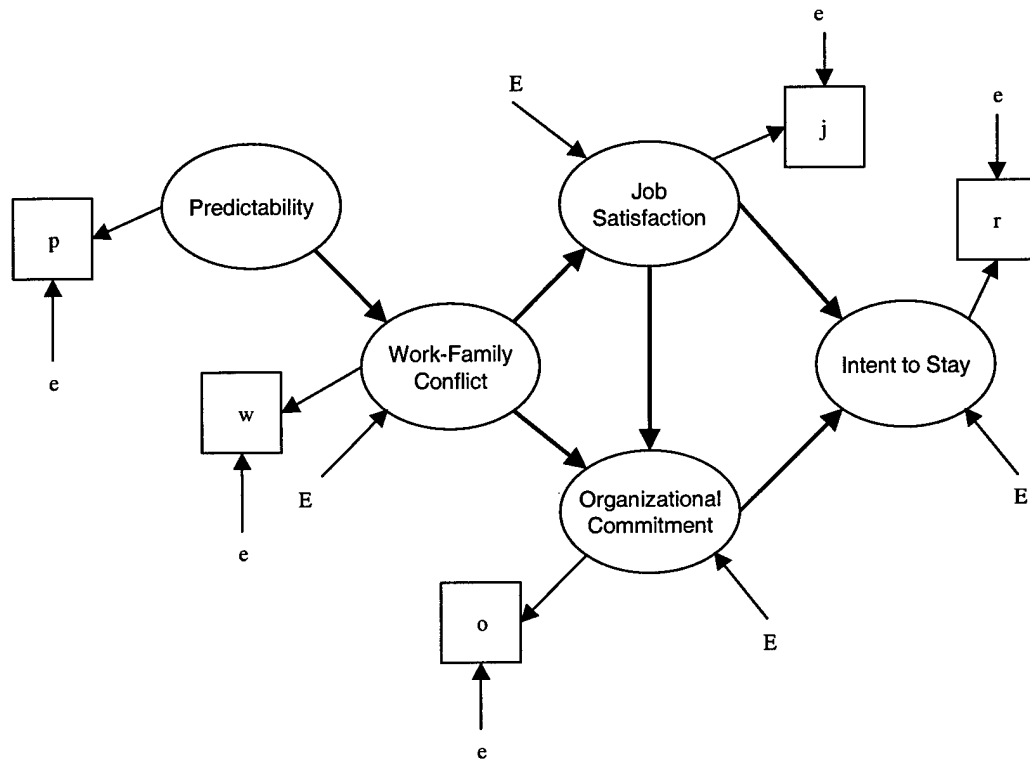 e
E
e
j
Predictability
Job
Satisfaction
p
r
e
Work-Family
Conflict
Intent to Stay
w
E
Organizational
Commitment
E
e
o
E
e